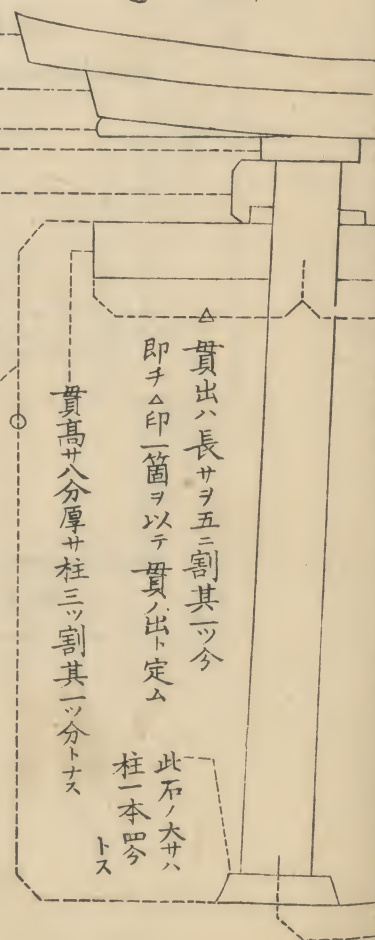 △貫出ハ長サヲ五ニ割其一ツ分
即チ△印一箇ヲ以テ貫ノ出ト定ム
貫高サ八分厚サ柱三ツ割其一ツ分トナス
此石ノ大サハ
柱一本四分
トス